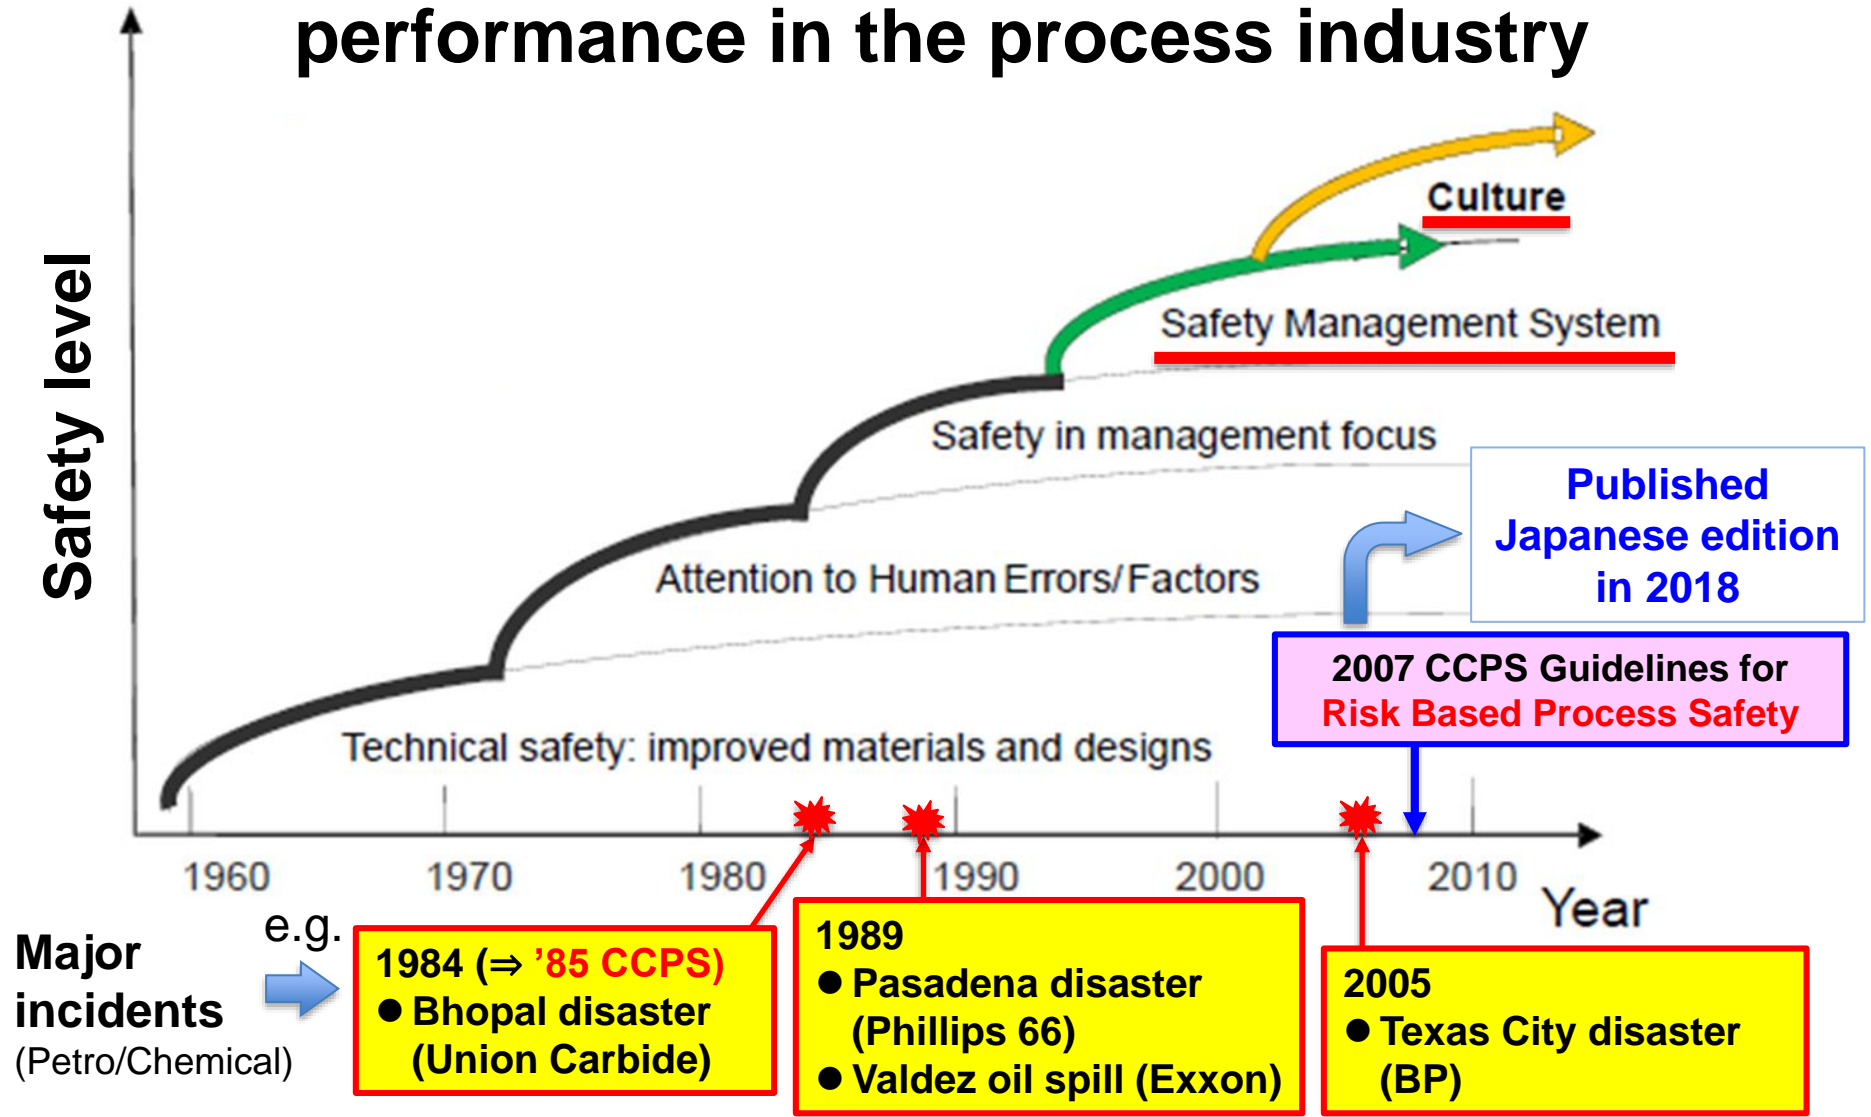 performance in the process industry
Safety level
Culture
Safety Management System
Safety in management focus
Published
Japanese edition
in 2018
Attention to Human Errors/Factors
2007 CCPS Guidelines for
Risk Based Process Safety
Technical safety: improved materials and designs
1960 1970 1980 1990 2000 2010
Year
Major
incidents
(Petro/Chemical)
e.g.
1984 (⇒ ’85 CCPS)
● Bhopal disaster
(Union Carbide)
1989
● Pasadena disaster
(Phillips 66)
● Valdez oil spill (Exxon)
2005
● Texas City disaster
(BP)